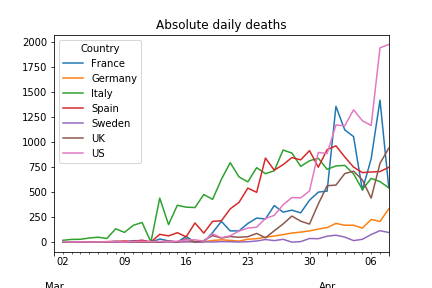 Absolute daily deaths
Country
France
Germany
Italy
Spain
Sweden
UK
US
2000
1750
1500
1250
1000
750
500
250
0
02 09 16 23 30 06
Mar Apr